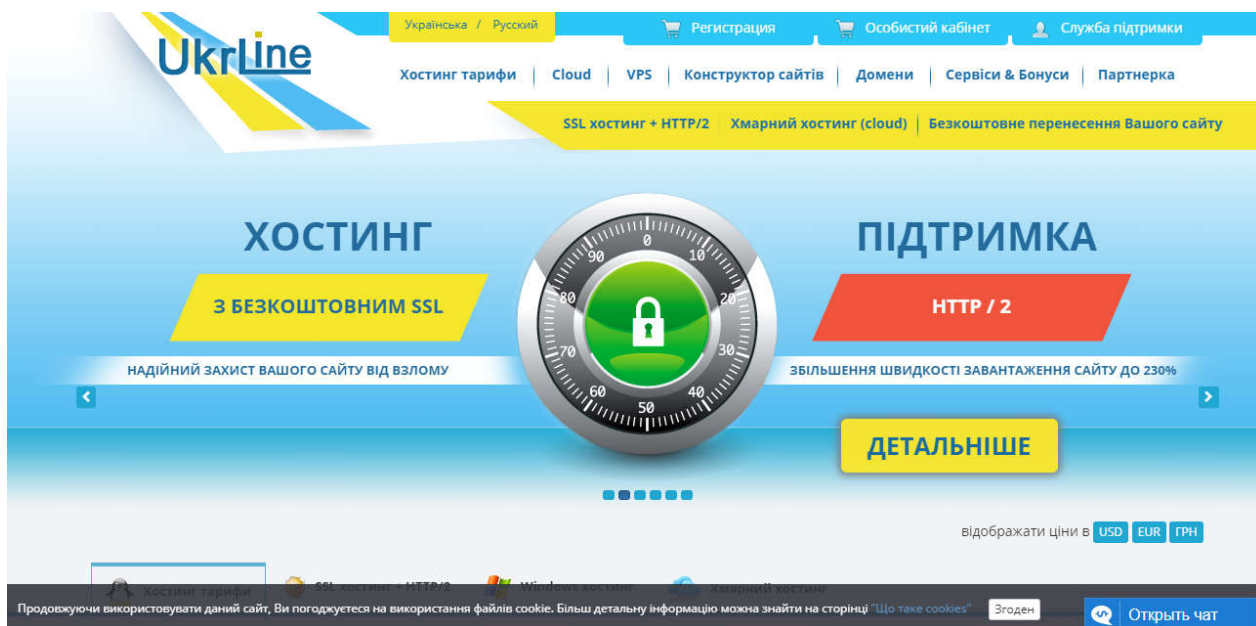 UkrLine
Українська / Русский
Регистрация
Особистий кабінет
Служба підтримки
Хостинг тарифи
Cloud
VPS
Конструктор сайтів
Домени
Сервіси & Бонуси
Партнерка
SSL хостинг + HTTP/2
Хмарний хостинг (cloud)
Безкоштовне перенесення Вашого сайту
ХОСТИНГ
З БЕЗКОШТОВНИМ SSL
НАДІЙНИЙ ЗАХИСТ ВАШОГО САЙТУ ВІД ВЗЛОМУ
0
10
20
30
40
50
60
70
80
90
ПІДТРИМКА
HTTP / 2
ЗБІЛЬШЕННЯ ШВИДКОСТІ ЗАВАНТАЖЕННЯ САЙТУ ДО 230%
ДЕТАЛЬНІШЕ
відображати ціни в USD EUR ГРН
Хостинг тарифи
SSL хостинг + HTTP/2
Windows хостинг
Хмарний хостинг
Продовжуючи використовувати даний сайт, Ви погоджуєтеся на використання файлів cookie. Більш детальну інформацію можна знайти на сторінці "Що таке cookies"
Згоден
Открыть чат